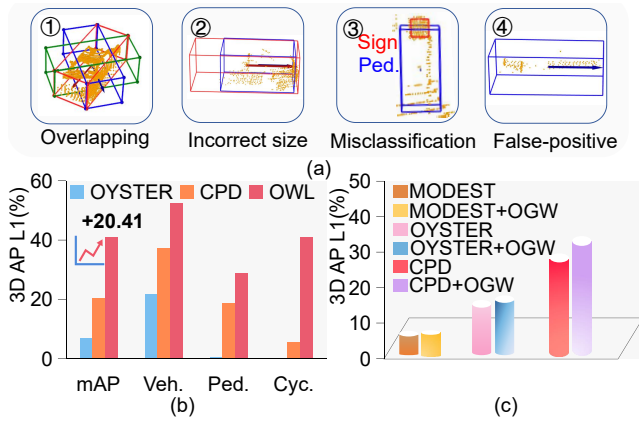 ① ② ③ ④
Sign
Ped.
Overlapping Incorrect size Misclassification False-positive
(a)
3D AP L1(%)
60
40
20
0
OYSTER CPD OWL
+20.41
mAP Veh. Ped. Cyc.
(b)
3D AP L1(%)
50
40
30
20
10
0
MODEST
MODEST+OGW
OYSTER
OYSTER+OGW
CPD
CPD+OGW
(c)